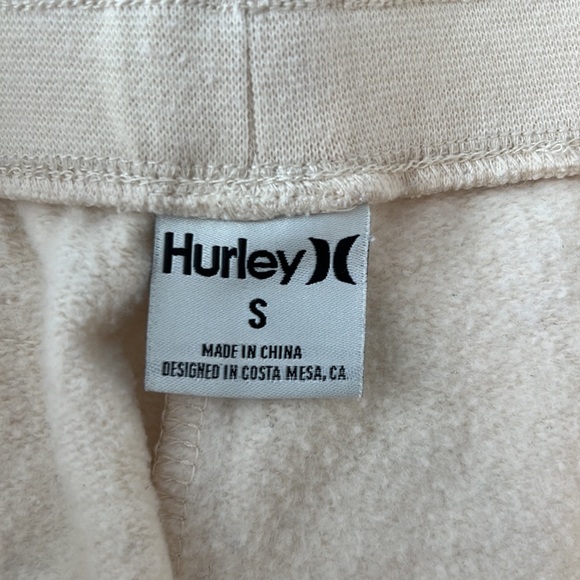 Hurley
S
MADE IN CHINA
DESIGNED IN COSTA MESA, CA